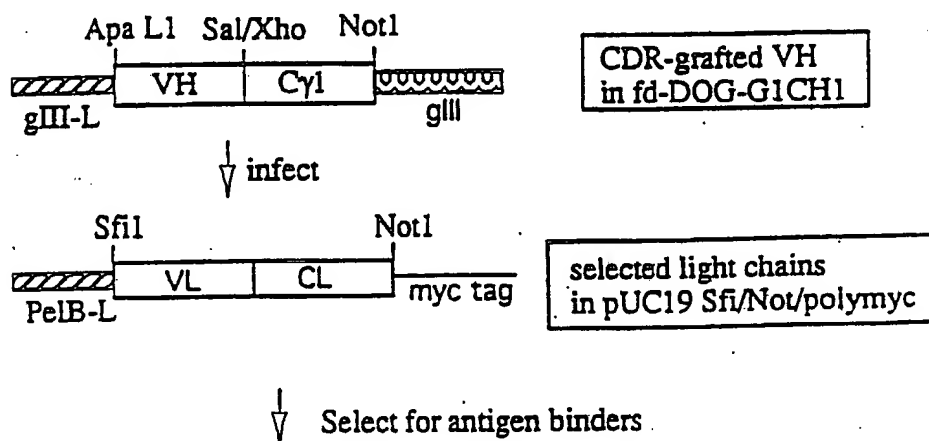 Apa L1 Sal/Xho Not1
VH Cγ1
gIII-L gIII
CDR-grafted VH
in fd-DOG-G1CH1
infect
Sfi1 Not1
VL CL
PelB-L myc tag
selected light chains
in pUC19 Sfi/Not/polymyc
Select for antigen binders